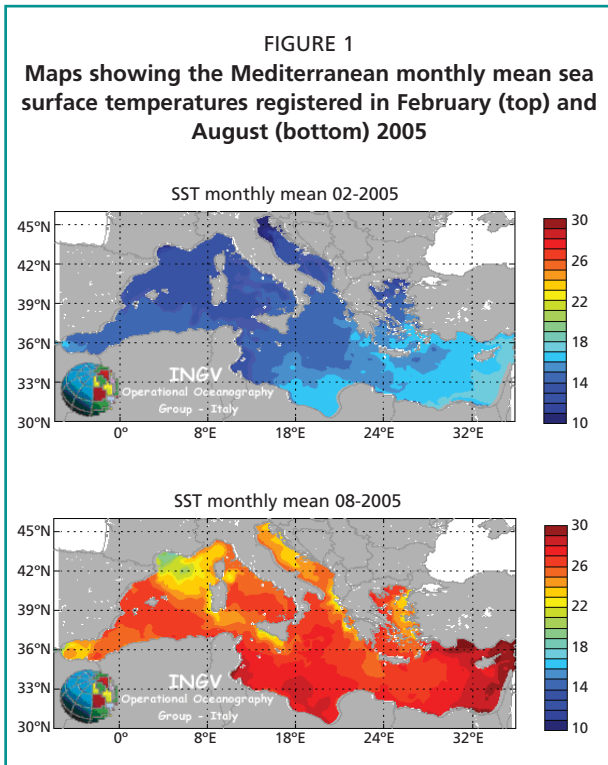 FIGURE 1
Maps showing the Mediterranean monthly mean sea
surface temperatures registered in February (top) and
August (bottom) 2005
SST monthly mean 02-2005
45°N
42°N
39°N
36°N
33°N
30°N
0°
8°E
18°E
24°E
32°E
INGV
Operational Oceanography
Group - Italy
30
26
22
18
14
10
SST monthly mean 08-2005
45°N
42°N
39°N
36°N
33°N
30°N
0°
8°E
18°E
24°E
32°E
INGV
Operational Oceanography
Group - Italy
30
26
22
18
14
10